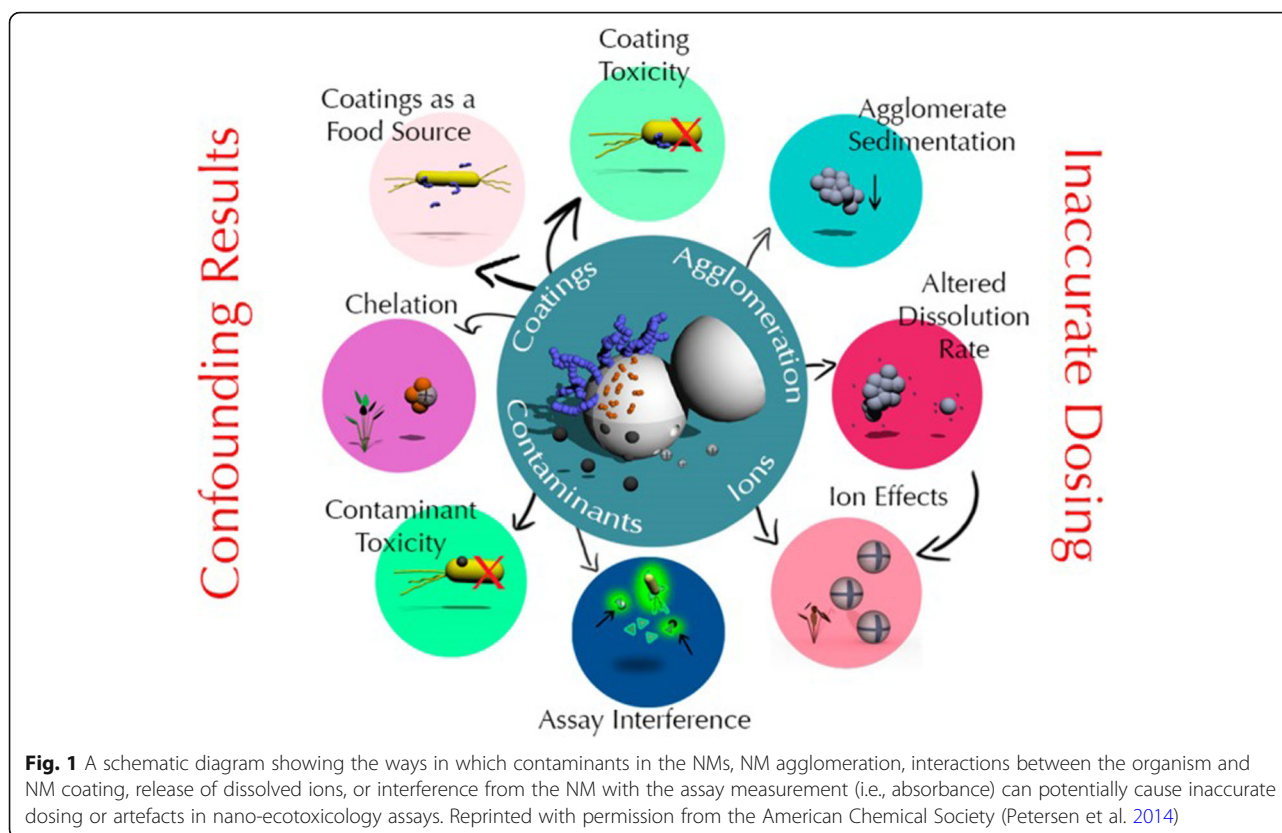 Coating
Toxicity
Coatings as a
Food Source
Agglomerate
Sedimentation
Confounding Results
Inaccurate Dosing
Coatings
Agglomeration
Chelation
Altered
Dissolution
Rate
Contaminants
Ions
Contaminant
Toxicity
Ion Effects
Assay Interference
Fig. 1 A schematic diagram showing the ways in which contaminants in the NMs, NM agglomeration, interactions between the organism and
NM coating, release of dissolved ions, or interference from the NM with the assay measurement (i.e., absorbance) can potentially cause inaccurate
dosing or artefacts in nano-ecotoxicology assays. Reprinted with permission from the American Chemical Society (Petersen et al. 2014)